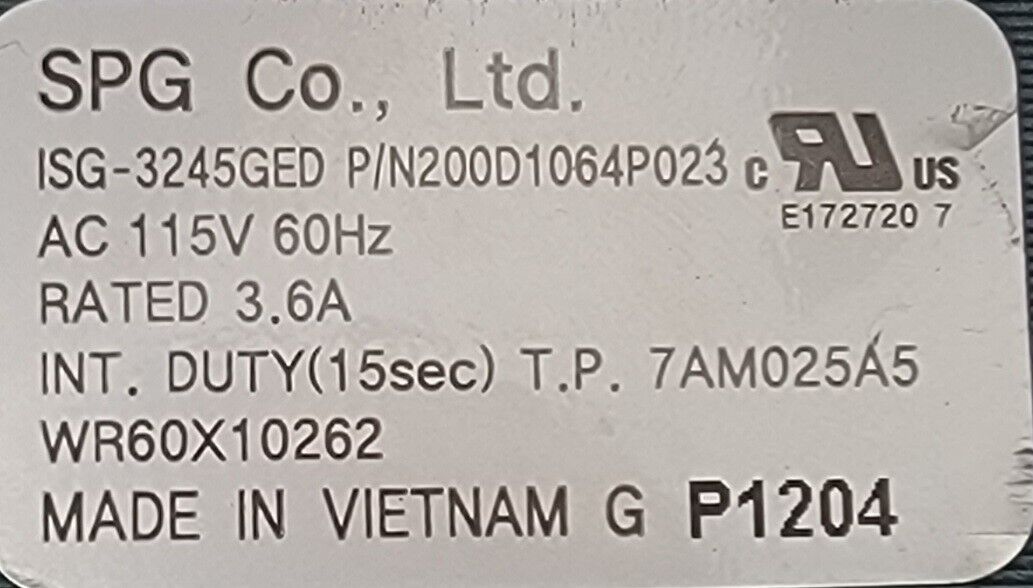 SPG Co., Ltd.
ISG-3245GED P/N200D1064P023 c RU US
AC 115V 60Hz E172720 7
RATED 3.6A
INT. DUTY(15sec) T.P. 7AM025A5
WR60X10262
MADE IN VIETNAM G P1204